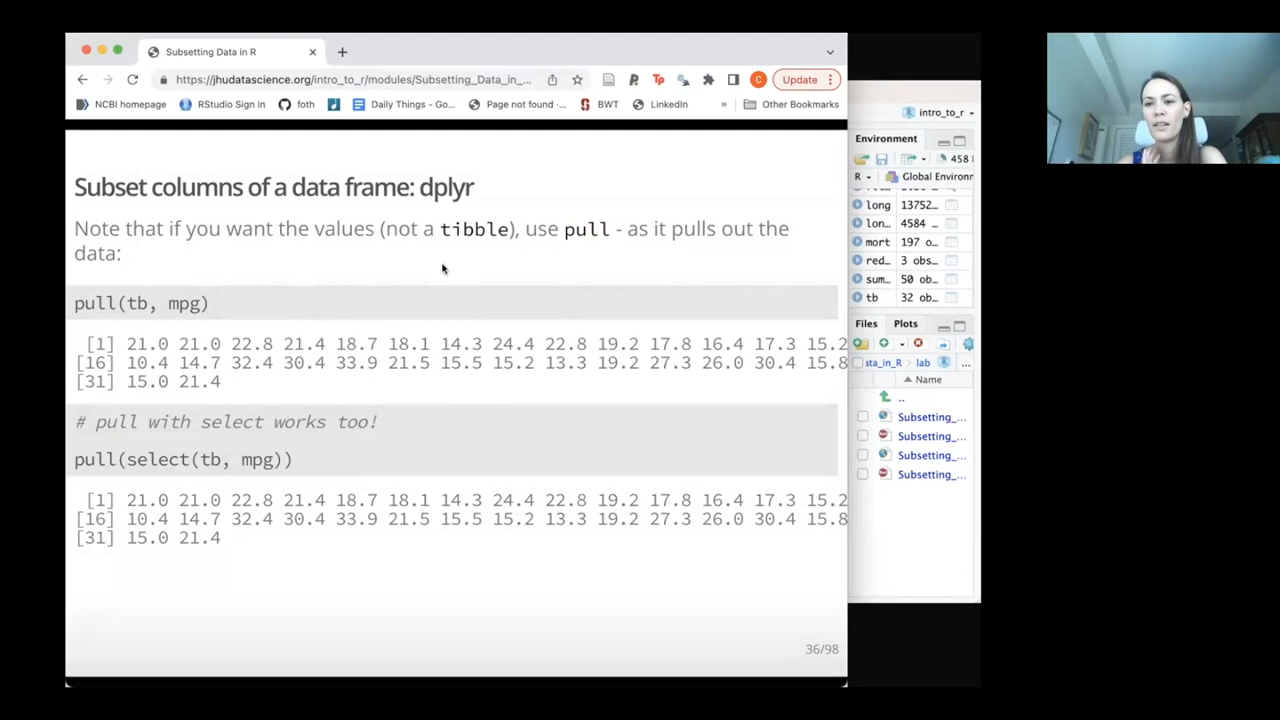 Subsetting Data in R
https://jhudatascience.org/intro_to_r/modules/Subsetting_Data_in_...
Update
NCBI homepage
RStudio Sign In
foth
Daily Things - Go...
Page not found ·...
BWT
LinkedIn
»
Other Bookmarks
Subset columns of a data frame: dplyr
Note that if you want the values (not a tibble), use pull - as it pulls out the
data:
pull(tb, mpg)
[1] 21.0 21.0 22.8 21.4 18.7 18.1 14.3 24.4 22.8 19.2 17.8 16.4 17.3 15.2
[16] 10.4 14.7 32.4 30.4 33.9 21.5 15.5 15.2 13.3 19.2 27.3 26.0 30.4 15.8
[31] 15.0 21.4
# pull with select works too!
pull(select(tb, mpg))
[1] 21.0 21.0 22.8 21.4 18.7 18.1 14.3 24.4 22.8 19.2 17.8 16.4 17.3 15.2
[16] 10.4 14.7 32.4 30.4 33.9 21.5 15.5 15.2 13.3 19.2 27.3 26.0 30.4 15.8
[31] 15.0 21.4
36/98
intro_to_r
Environment
458
R
Global Environm
long 13752...
lon... 4584 ...
mort 197 o...
red... 3 obs...
sum... 50 ob...
tb 32 ob...
Files Plots
ıta_in_R lab
...
Name
..
Subsetting_...
Subsetting_...
Subsetting_...
Subsetting_...